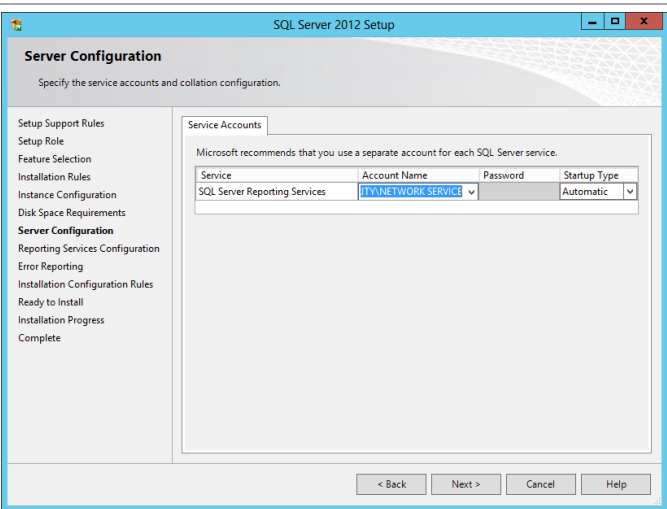 SQL Server 2012 Setup
Server Configuration
Specify the service accounts and collation configuration.
Setup Support Rules
Setup Role
Feature Selection
Installation Rules
Instance Configuration
Disk Space Requirements
Server Configuration
Reporting Services Configuration
Error Reporting
Installation Configuration Rules
Ready to Install
Installation Progress
Complete
Service Accounts
Microsoft recommends that you use a separate account for each SQL Server service.
Service Account Name Password Startup Type
SQL Server Reporting Services ITY\NETWORK SERVICE Automatic
< Back Next > Cancel Help